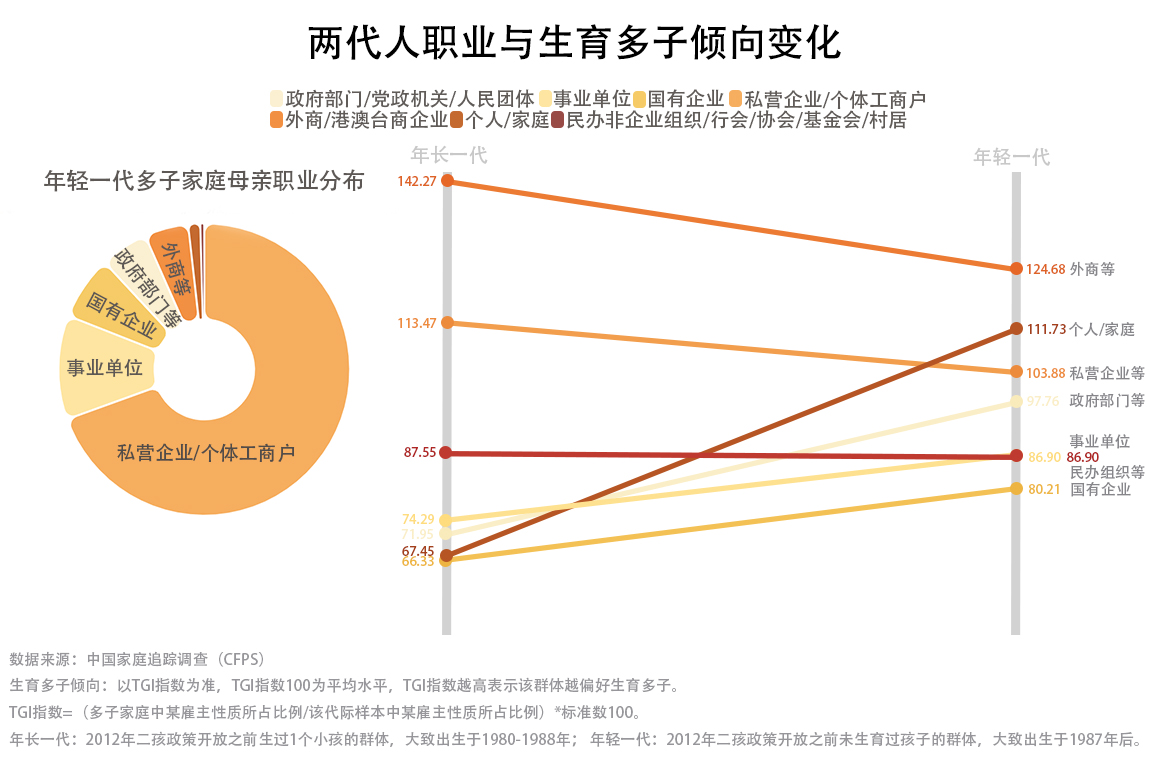 两代人职业与生育多子倾向变化
政府部门/党政机关/人民团体 事业单位 国有企业 私营企业/个体工商户
外商/港澳台商企业 个人/家庭 民办非企业组织/行会/协会/基金会/村居
年轻一代多子家庭母亲职业分布
外商等
政府部门等
国有企业
事业单位
私营企业/个体工商户
年长一代
年轻一代
142.27
113.47
87.55
74.29
71.95
67.45
66.33
124.68 外商等
111.73 个人/家庭
103.88 私营企业等
97.76 政府部门等
事业单位
86.90 86.90
民办组织等
80.21 国有企业
数据来源：中国家庭追踪调查（CFPS）
生育多子倾向：以TGI指数为准，TGI指数100为平均水平，TGI指数越高表示该群体越偏好生育多子。
TGI指数=（多子家庭中某雇主性质所占比例/该代际样本中某雇主性质所占比例）*标准数100。
年长一代：2012年二孩政策开放之前生过1个小孩的群体，大致出生于1980-1988年； 年轻一代：2012年二孩政策开放之前未生育过孩子的群体，大致出生于1987年后。